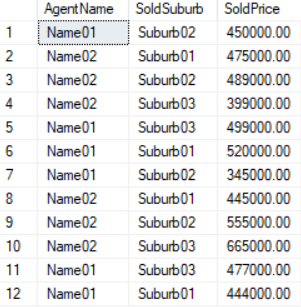 AgentName SoldSuburb SoldPrice
1 Name01 Suburb02 450000.00
2 Name02 Suburb01 475000.00
3 Name02 Suburb02 489000.00
4 Name02 Suburb03 399000.00
5 Name01 Suburb03 499000.00
6 Name01 Suburb01 520000.00
7 Name01 Suburb02 345000.00
8 Name02 Suburb01 445000.00
9 Name02 Suburb02 555000.00
10 Name02 Suburb03 665000.00
11 Name01 Suburb03 477000.00
12 Name01 Suburb01 444000.00